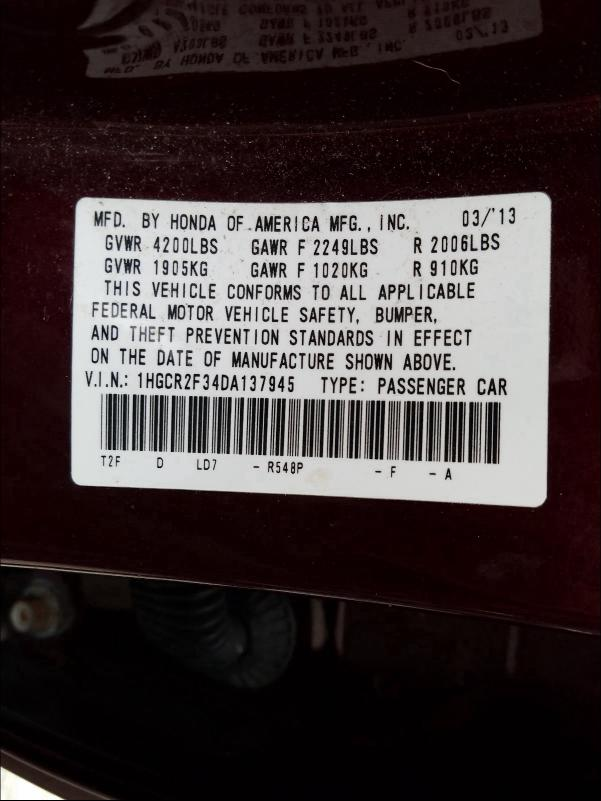 MFD. BY HONDA OF AMERICA MFG., INC. 03/'13
GVWR 4200LBS GAWR F 2249LBS R 2006LBS
GVWR 1905KG GAWR F 1020KG R 910KG
THIS VEHICLE CONFORMS TO ALL APPLICABLE
FEDERAL MOTOR VEHICLE SAFETY, BUMPER,
AND THEFT PREVENTION STANDARDS IN EFFECT
ON THE DATE OF MANUFACTURE SHOWN ABOVE.
V.I.N.: 1HGCR2F34DA137945 TYPE: PASSENGER CAR
T2F D LD7 - R548P - F - A